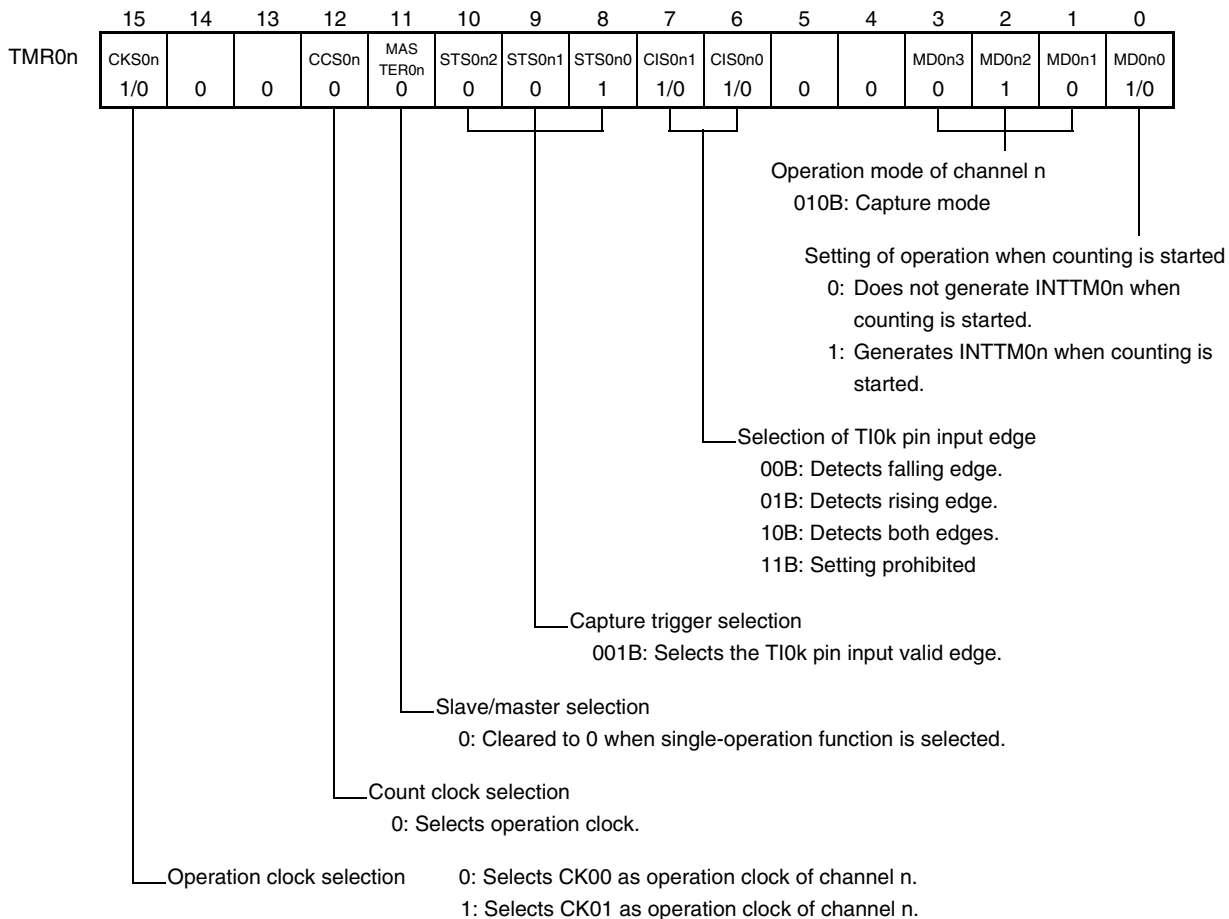 15 14 13 12 11 10 9 8 7 6 5 4 3 2 1 0
TMR0n
CKS0n CCS0n MAS TER0n STS0n2 STS0n1 STS0n0 CIS0n1 CIS0n0 MD0n3 MD0n2 MD0n1 MD0n0
1/0 0 0 0 0 0 0 1 1/0 1/0 0 0 0 1 0 1/0
Operation mode of channel n
010B: Capture mode
Setting of operation when counting is started
0: Does not generate INTTM0n when
counting is started.
1: Generates INTTM0n when counting is
started.
Selection of TI0k pin input edge
00B: Detects falling edge.
01B: Detects rising edge.
10B: Detects both edges.
11B: Setting prohibited
Capture trigger selection
001B: Selects the TI0k pin input valid edge.
Slave/master selection
0: Cleared to 0 when single-operation function is selected.
Count clock selection
0: Selects operation clock.
Operation clock selection 0: Selects CK00 as operation clock of channel n.
1: Selects CK01 as operation clock of channel n.